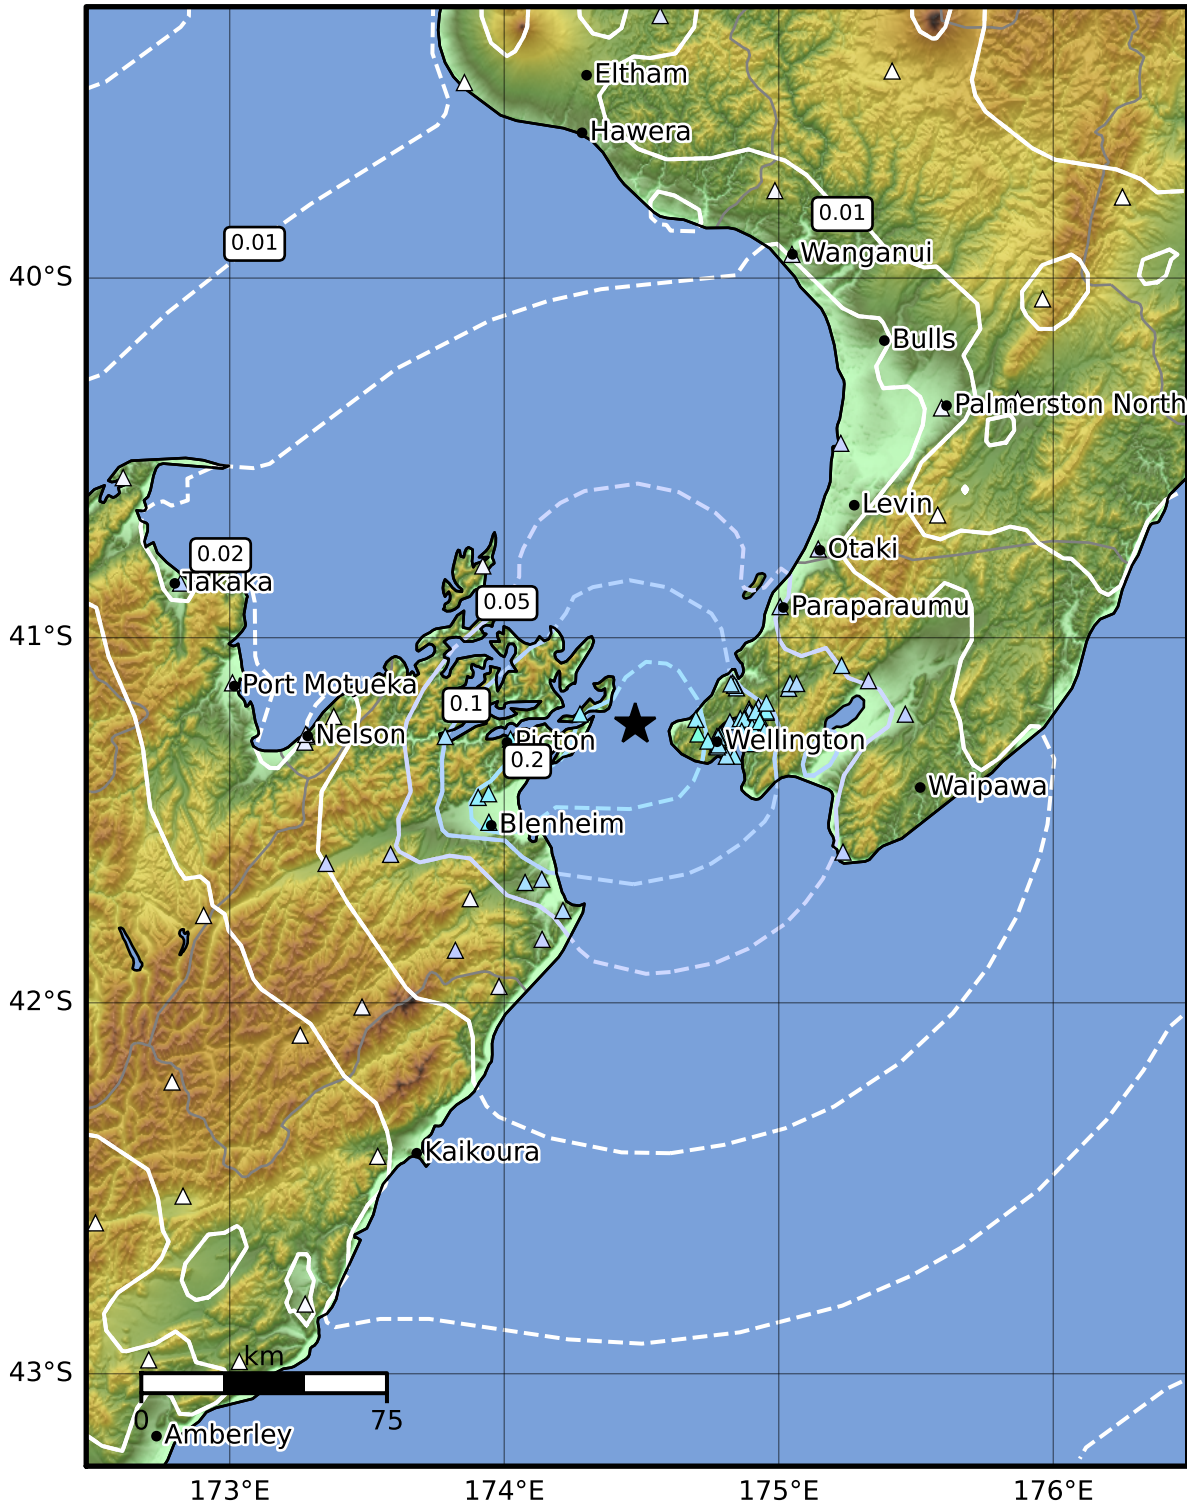 Eltham
Hawera
0.01
0.01
Wanganui
40°S
Bulls
Palmerston North
Levin
Otaki
0.02
Takaka
0.05
Paraparaumu
41°S
Port Motueka
0.1
Nelson
Picton
Wellington
0.2
Waipawa
Blenheim
42°S
Kaikoura
km
43°S
0
75
Amberley
173°E
174°E
175°E
176°E